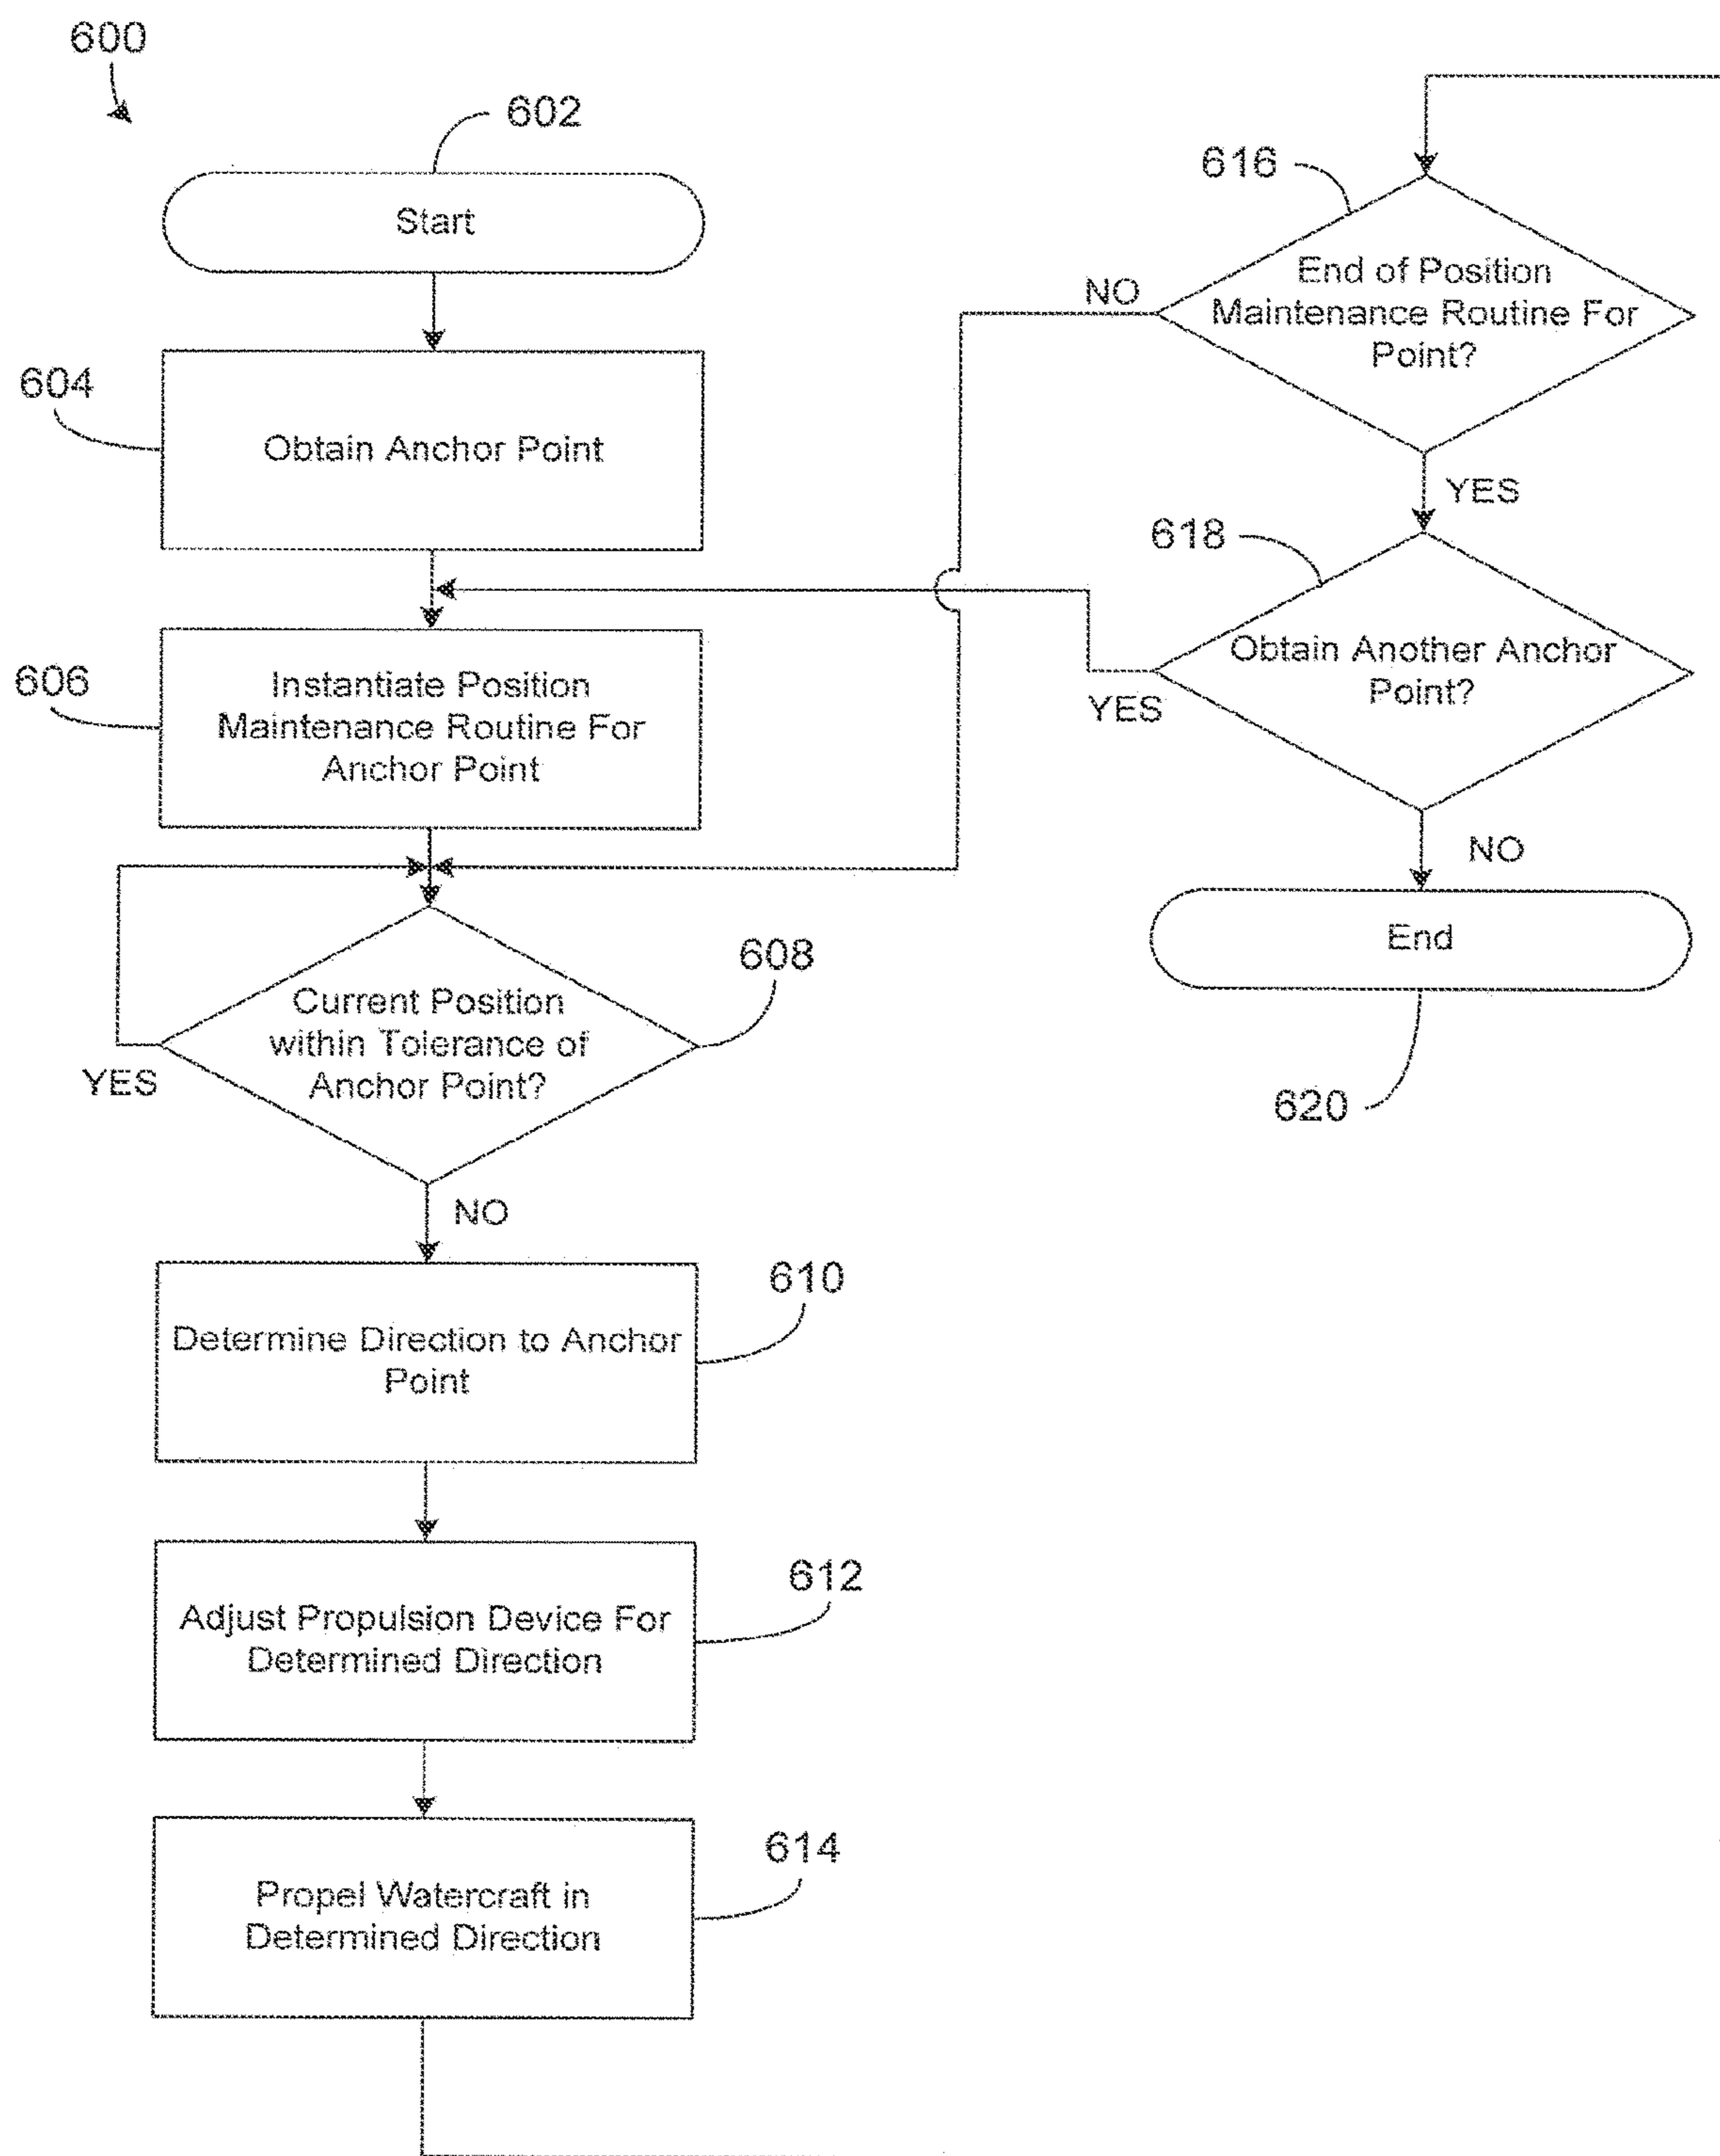 600
602
Start
604
Obtain Anchor Point
606
Instantiate Position
Maintenance Routine For
Anchor Point
608
Current Position
within Tolerance of
Anchor Point?
YES
NO
610
Determine Direction to Anchor
Point
612
Adjust Propulsion Device For
Determined Direction
614
Propel Watercraft in
Determined Direction
616
End of Position
Maintenance Routine For
Point?
NO
YES
618
Obtain Another Anchor
Point?
YES
NO
End
620